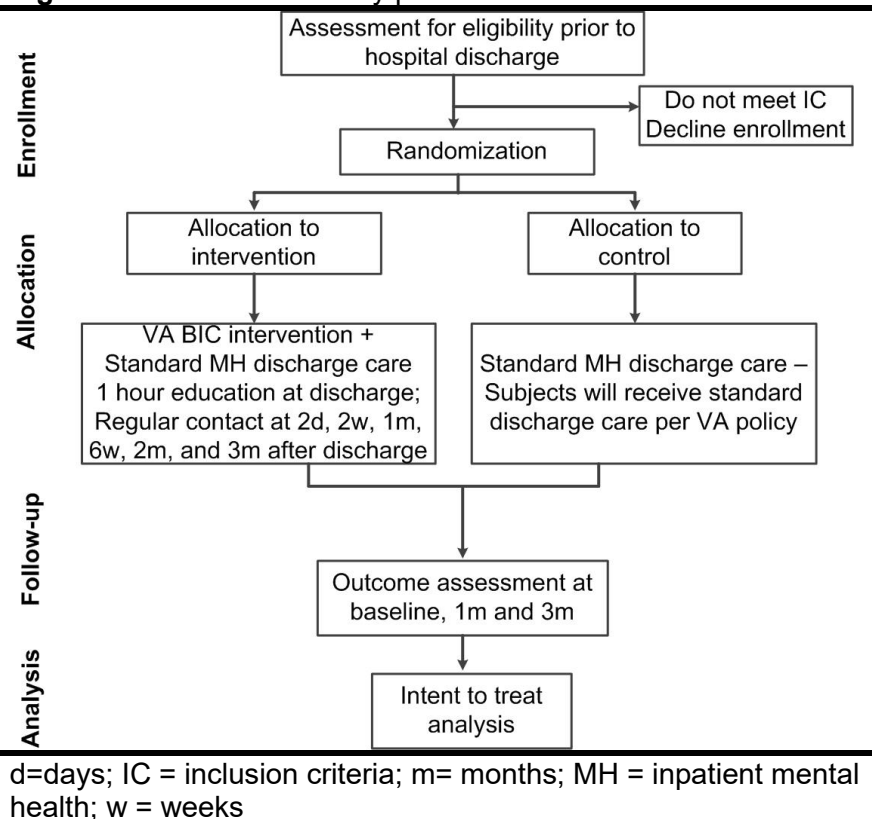 Enrollment
Assessment for eligibility prior to
hospital discharge
Do not meet IC
Decline enrollment
Randomization
Allocation
Allocation to
intervention
Allocation to
control
VA BIC intervention +
Standard MH discharge care
1 hour education at discharge;
Regular contact at 2d, 2w, 1m,
6w, 2m, and 3m after discharge
Standard MH discharge care –
Subjects will receive standard
discharge care per VA policy
Follow-up
Outcome assessment at
baseline, 1m and 3m
Analysis
Intent to treat
analysis
d=days; IC = inclusion criteria; m= months; MH = inpatient mental
health; w = weeks